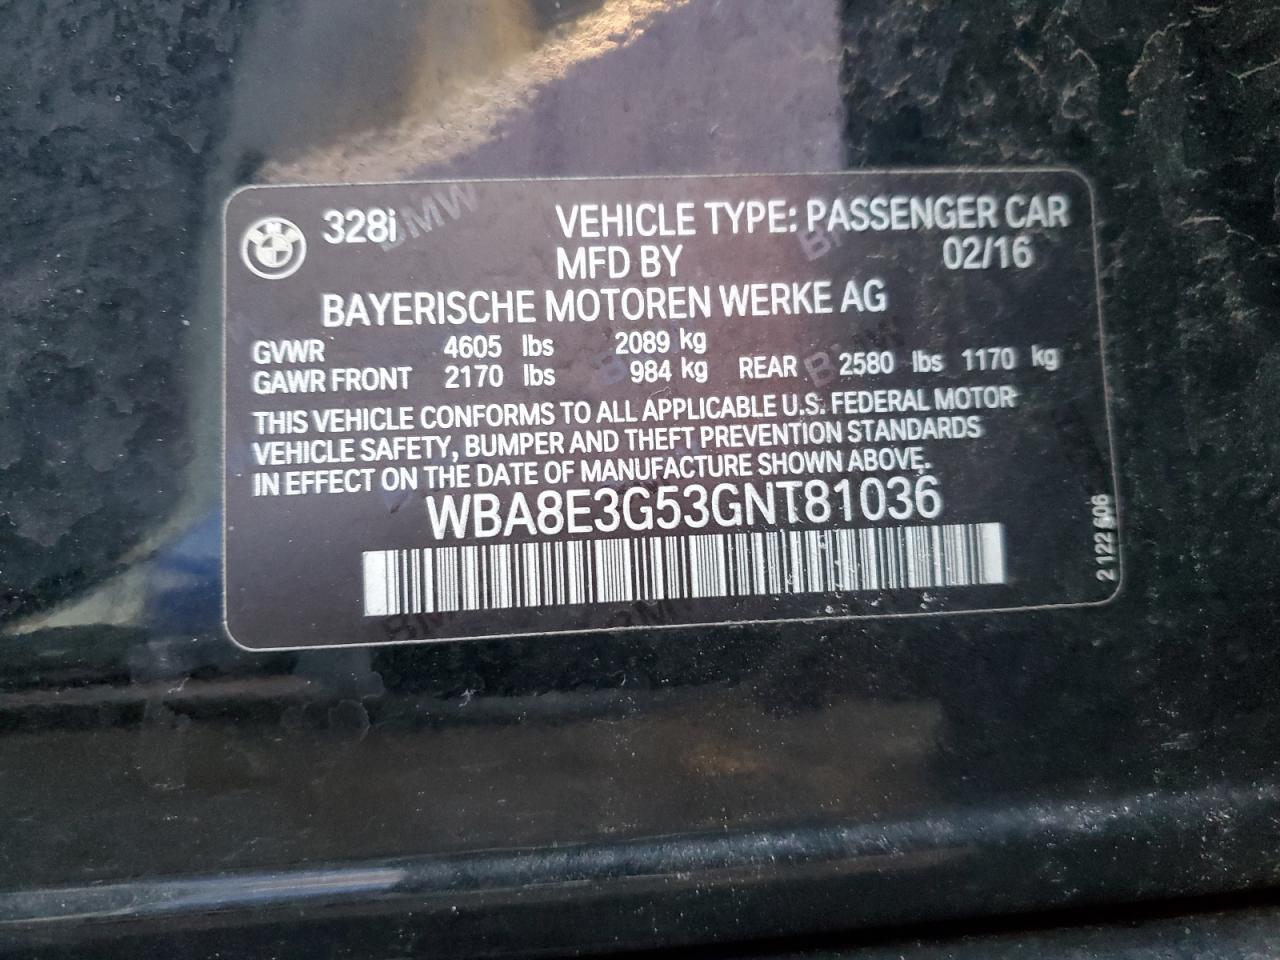 328i VEHICLE TYPE: PASSENGER CAR
MFD BY 02/16
BAYERISCHE MOTOREN WERKE AG
GVWR 4605 lbs 2089 kg
GAWR FRONT 2170 lbs 984 kg REAR 2580 lbs 1170 kg
THIS VEHICLE CONFORMS TO ALL APPLICABLE U.S. FEDERAL MOTOR
VEHICLE SAFETY, BUMPER AND THEFT PREVENTION STANDARDS
IN EFFECT ON THE DATE OF MANUFACTURE SHOWN ABOVE.
WBA8E3G53GNT81036
2 122 606